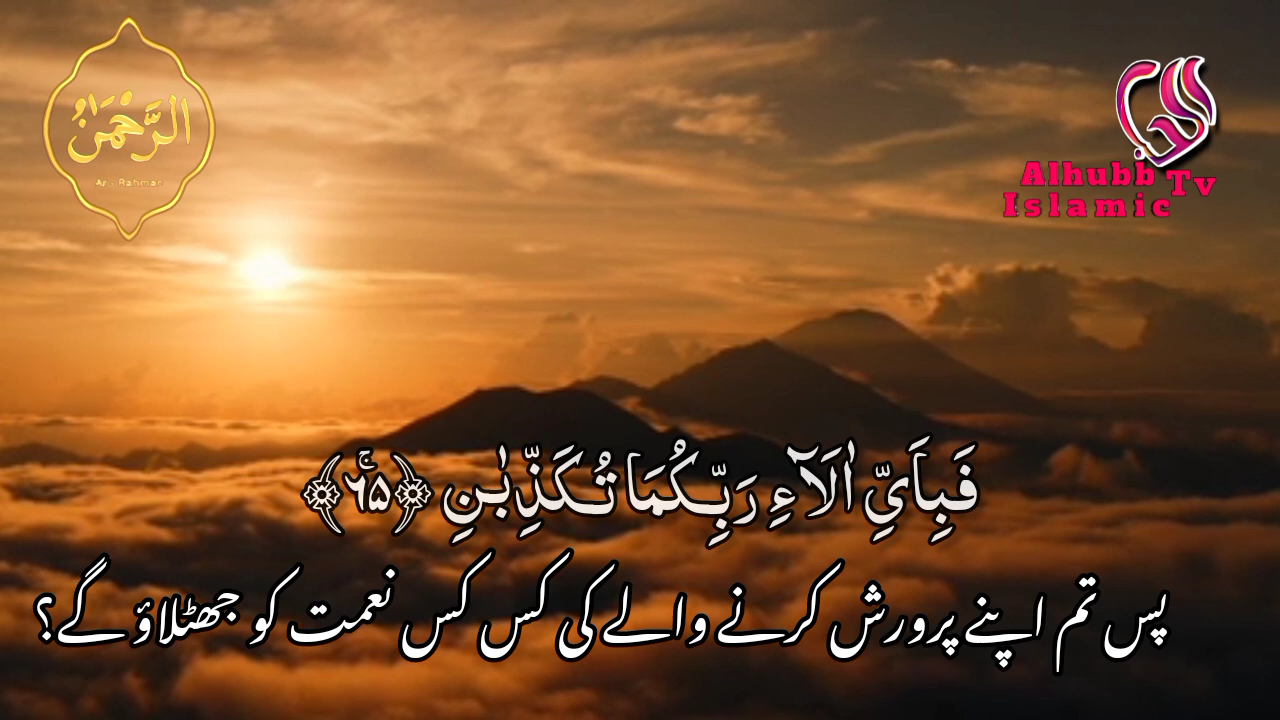 الرَّحْمَنُ
Ar - Rahman
Alhubb Tv
Islamic
فَبِاَيِّ اٰلَآءِ رَبِّكُمَا تُكَذِّبٰنِ ﴿۶۵ۚ﴾
پس تم اپنے پرورش کرنے والے کی کس کس نعمت کو جھٹلاؤ گے؟